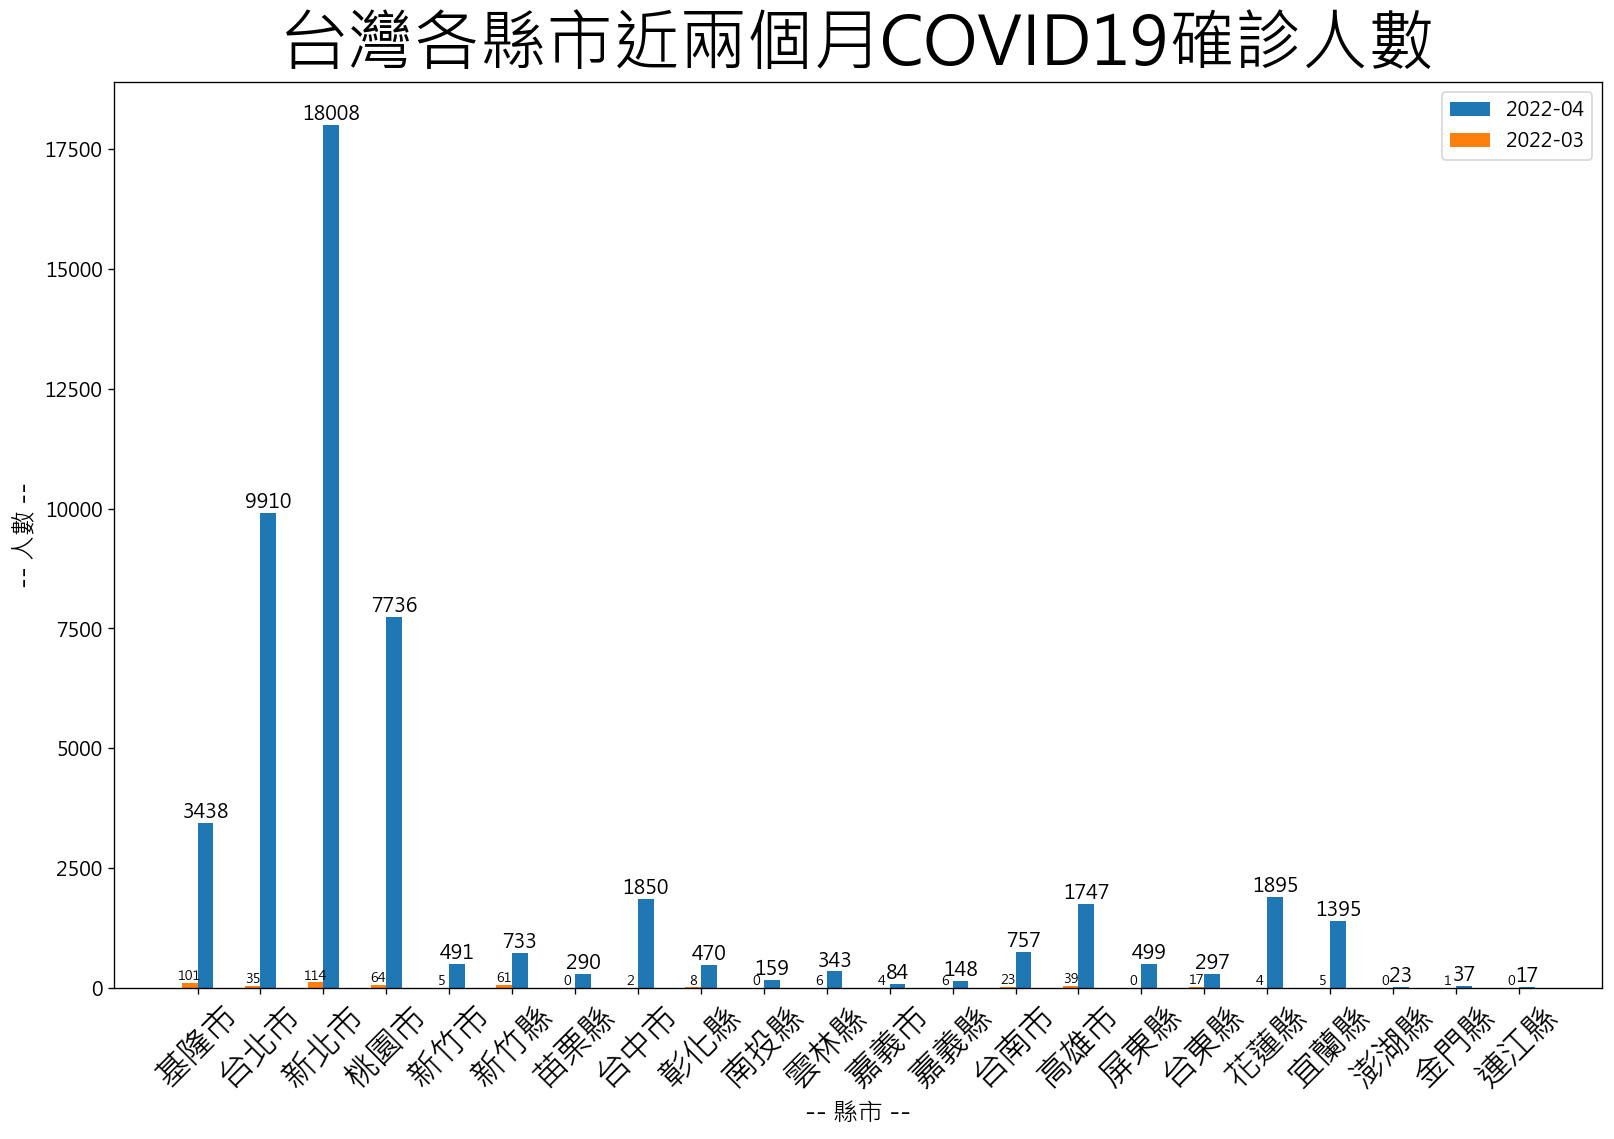 台灣各縣市近兩個月COVID19確診人數
2022-04
2022-03
-- 人數 --
17500
15000
12500
10000
7500
5000
2500
0
18008
9910
7736
3438
1850
1747
1895
1395
491
733
290
470
159
343
84
148
757
499
297
23
37
17
101
35
114
64
5
61
0
2
8
0
6
4
6
23
39
0
17
4
5
0
1
0
基隆市
台北市
新北市
桃園市
新竹市
新竹縣
苗栗縣
台中市
彰化縣
南投縣
雲林縣
嘉義市
嘉義縣
台南市
高雄市
屏東縣
台東縣
花蓮縣
宜蘭縣
澎湖縣
金門縣
連江縣
-- 縣市 --